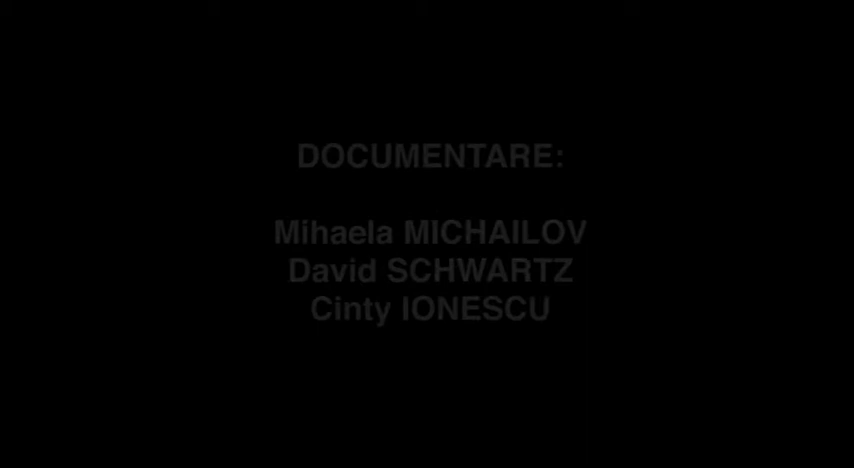 DOCUMENTARE:
Mihaela MICHAILOV
David SCHWARTZ
Cinty IONESCU